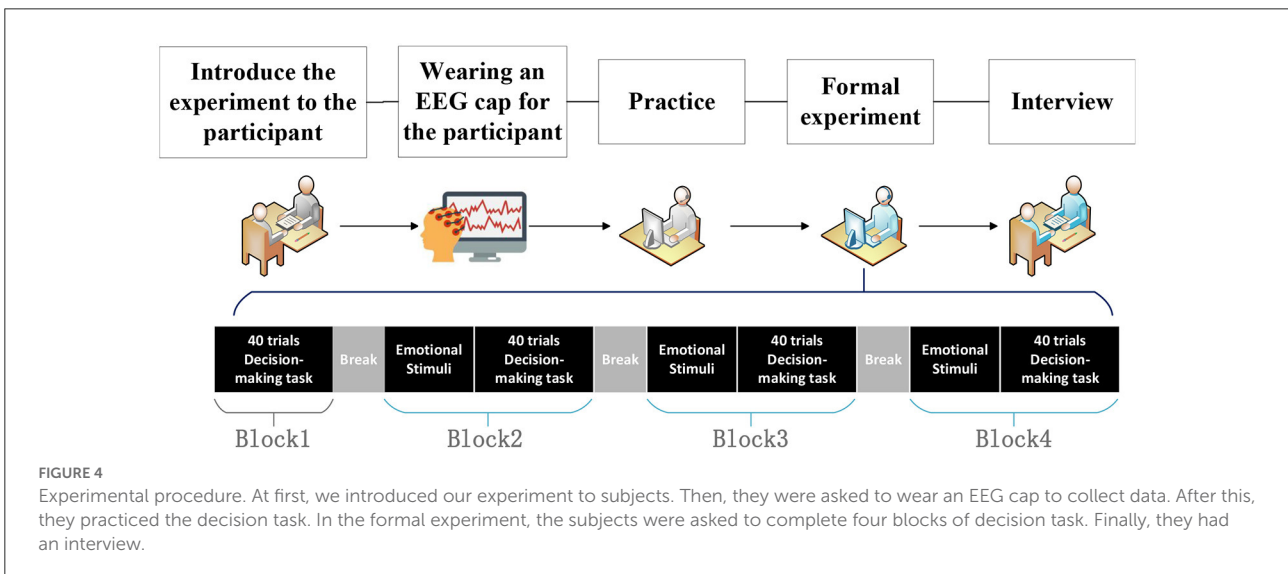 Introduce the
experiment to the
participant
Wearing an
EEG cap for
the participant
Practice
Formal
experiment
Interview
40 trials
Decision-
making task
Break
Emotional
Stimuli
40 trials
Decision-
making task
Break
Emotional
Stimuli
40 trials
Decision-
making task
Break
Emotional
Stimuli
40 trials
Decision-
making task
Block1
Block2
Block3
Block4
FIGURE 4
Experimental procedure. At first, we introduced our experiment to subjects. Then, they were asked to wear an EEG cap to collect data. After this,
they practiced the decision task. In the formal experiment, the subjects were asked to complete four blocks of decision task. Finally, they had
an interview.